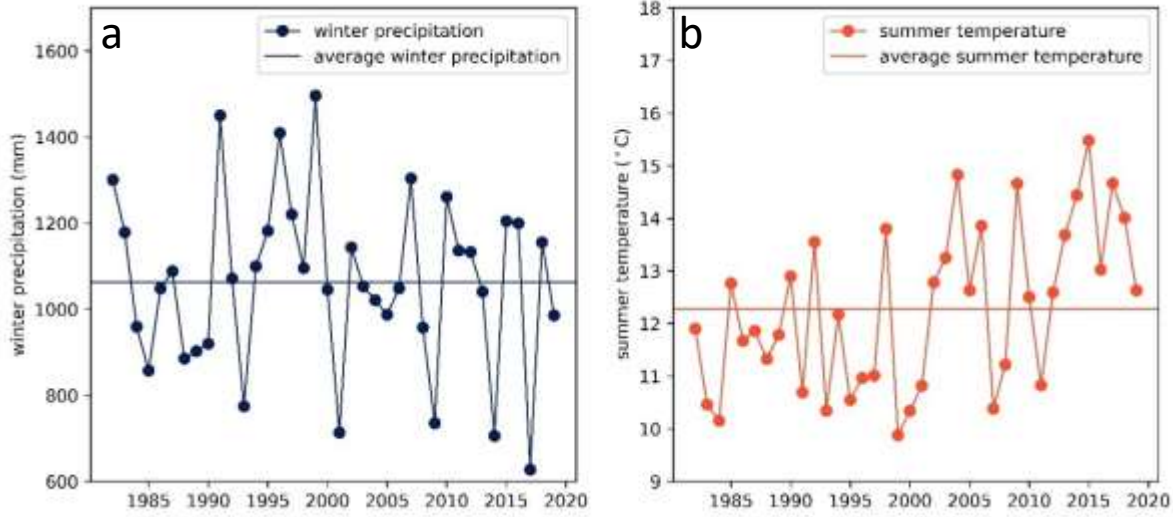 a
winter precipitation
average winter precipitation
winter precipitation (mm)
1600
1400
1200
1000
800
600
1985 1990 1995 2000 2005 2010 2015 2020
b
summer temperature
average summer temperature
summer temperature (°C)
18
17
16
15
14
13
12
11
10
9
1985 1990 1995 2000 2005 2010 2015 2020